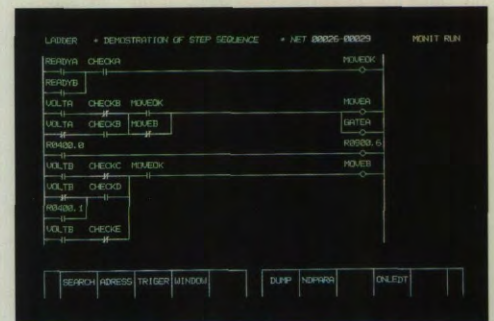 LADDER * DEMOSTRATION OF STEP SEQUENCE * NET 00026-00029 MONIT RUN
READYA CHECKA MOVEOK
READYB
VOLTA CHECKB MOVEOK MOVEA
VOLTA CHECKB MOVEB GATEA
R0400.0 R0900.6
VOLTB CHECKC MOVEOK MOVEB
VOLTB CHECKD
R0400.1
VOLTB CHECKE
SEARCH ADRESS TRIGER WINDOW DUMP NDPARA ONLEDT